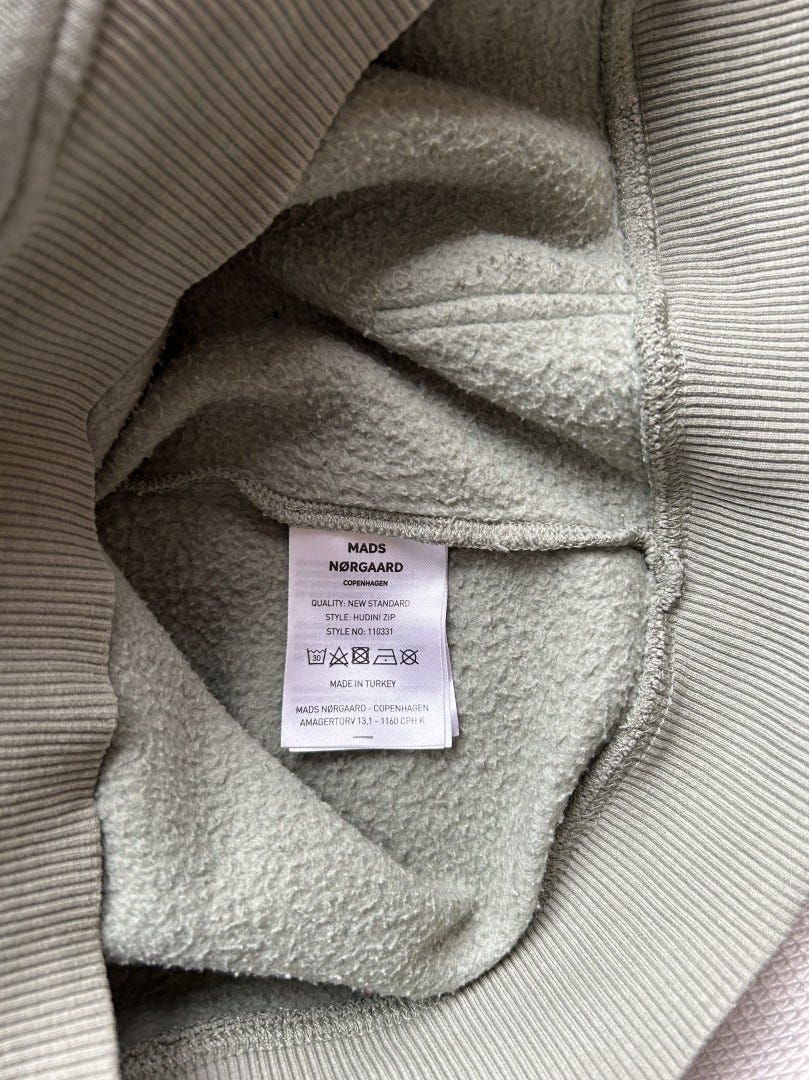 MADS
NØRGAARD
COPENHAGEN
QUALITY: NEW STANDARD
STYLE: HUDINI ZIP
STYLE NO: 110331
30
MADE IN TURKEY
MADS NØRGAARD - COPENHAGEN
AMAGERTORV 13,1 - 1160 CPH K